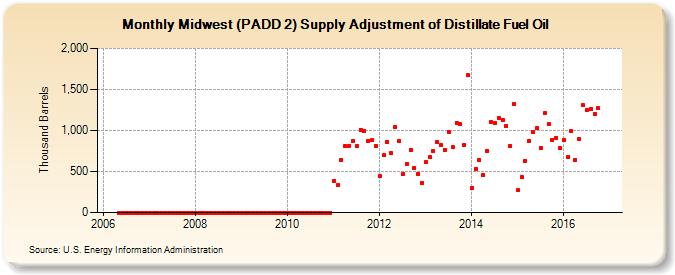 Monthly Midwest (PADD 2) Supply Adjustment of Distillate Fuel Oil
Thousand Barrels
2,000
1,500
1,000
500
0
2006 2008 2010 2012 2014 2016
Source: U.S. Energy Information Administration